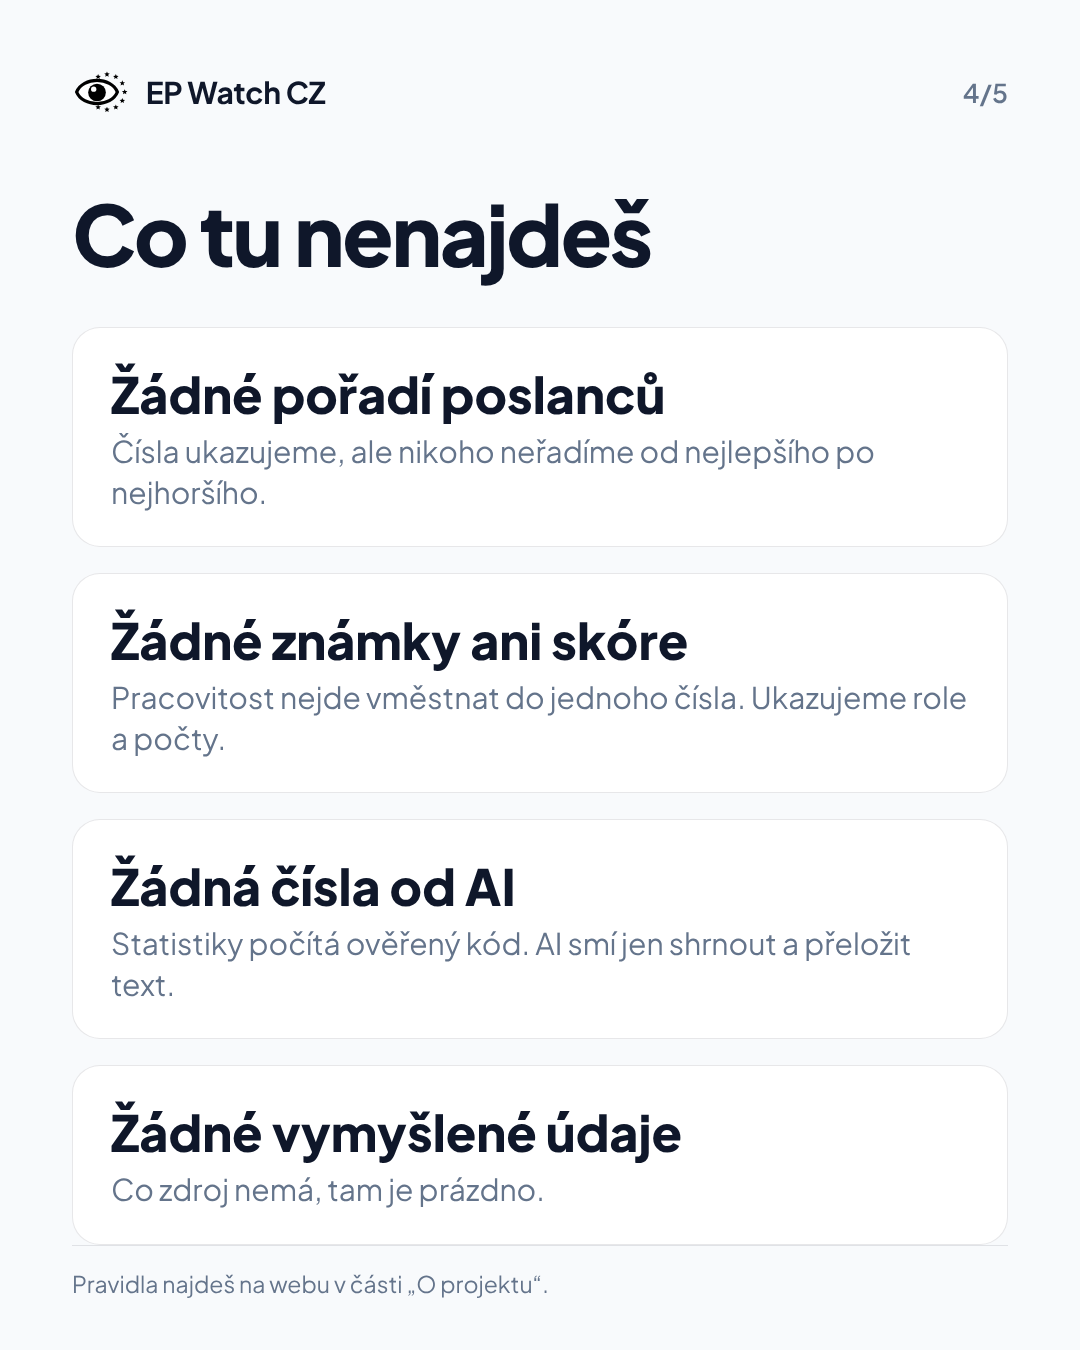 EP Watch CZ
4/5
Co tu nenajdeš
Žádné pořadí poslanců
Čísla ukazujeme, ale nikoho neřadíme od nejlepšího po
nejhoršího.
Žádné známky ani skóre
Pracovitost nejde vměstnat do jednoho čísla. Ukazujeme role
a počty.
Žádná čísla od AI
Statistiky počítá ověřený kód. AI smí jen shrnout a přeložit
text.
Žádné vymyšlené údaje
Co zdroj nemá, tam je prázdno.
Pravidla najdeš na webu v části „O projektu“.